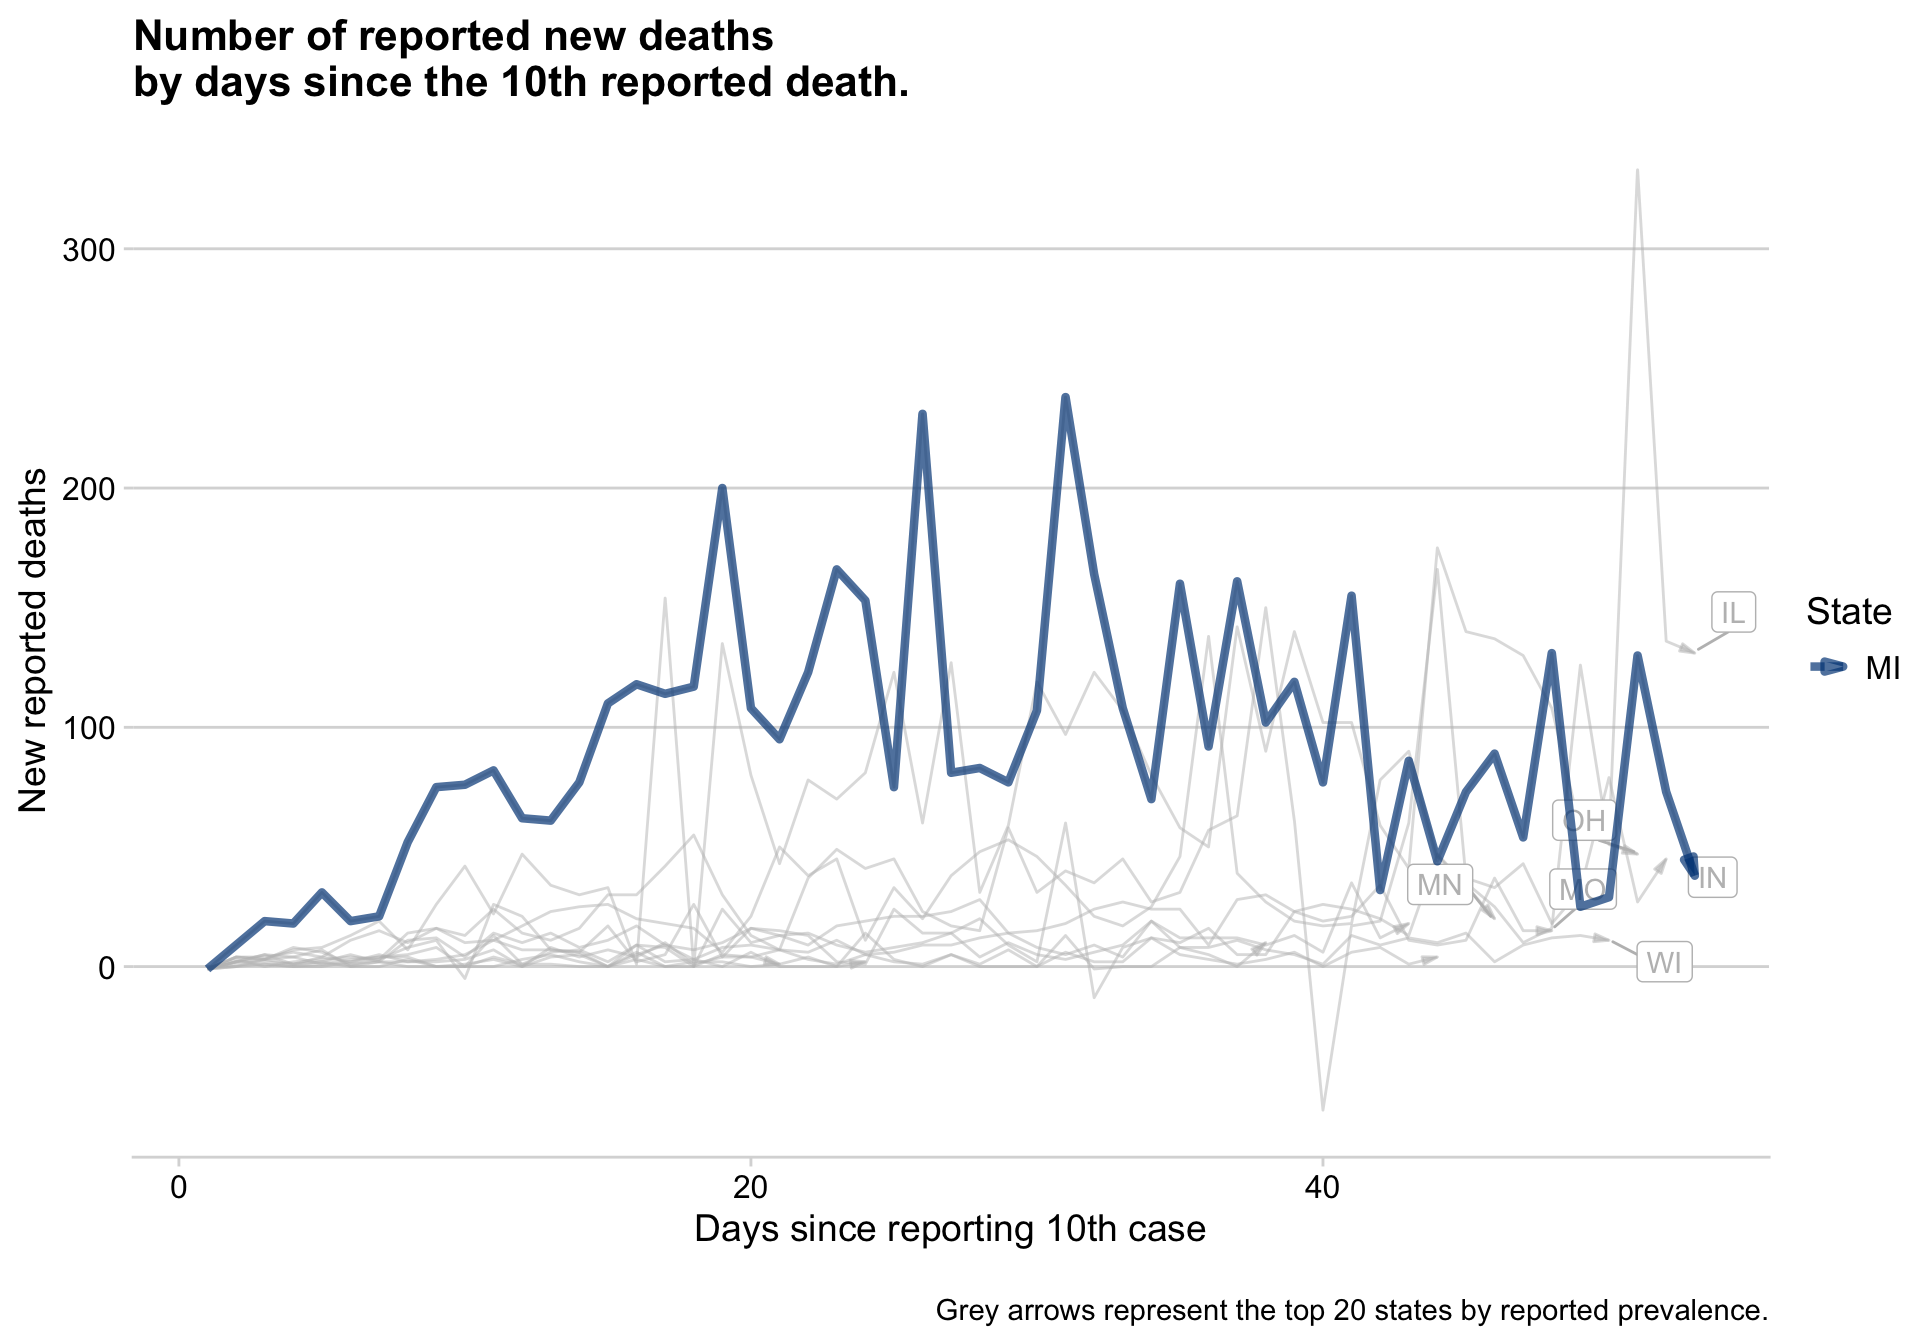 Number of reported new deaths
by days since the 10th reported death.
300
200
100
0
New reported deaths
IL
OH
MN
MO
IN
WI
State
MI
0
20
40
Days since reporting 10th case
Grey arrows represent the top 20 states by reported prevalence.